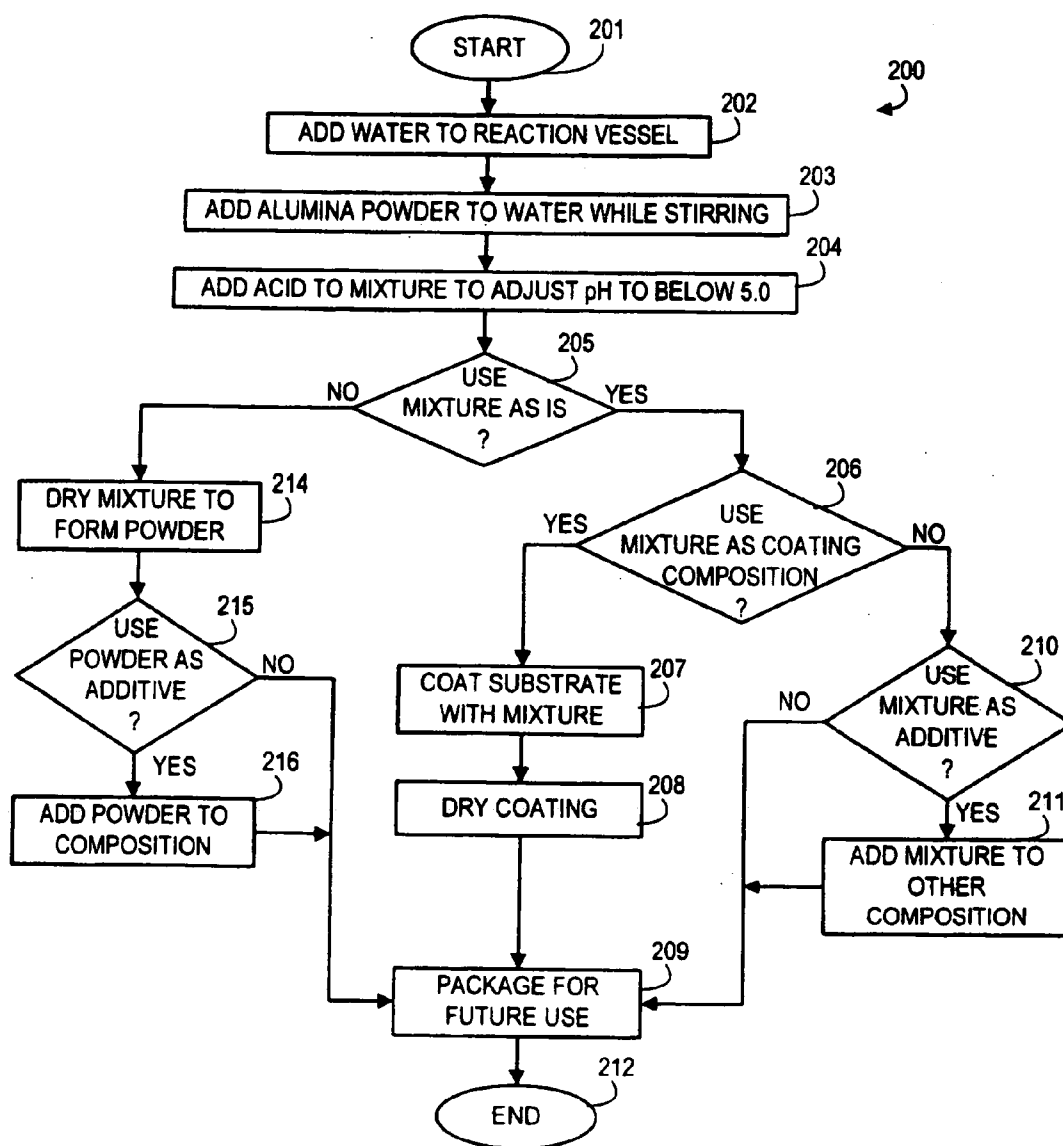 START
201
200
202
ADD WATER TO REACTION VESSEL
203
ADD ALUMINA POWDER TO WATER WHILE STIRRING
204
ADD ACID TO MIXTURE TO ADJUST pH TO BELOW 5.0
205
USE
MIXTURE AS IS
?
NO
YES
214
DRY MIXTURE TO
FORM POWDER
206
USE
MIXTURE AS COATING
COMPOSITION
?
YES
NO
215
USE
POWDER AS
ADDITIVE
?
NO
YES
207
COAT SUBSTRATE
WITH MIXTURE
210
USE
MIXTURE AS
ADDITIVE
?
NO
YES
216
ADD POWDER TO
COMPOSITION
208
DRY COATING
211
ADD MIXTURE TO
OTHER
COMPOSITION
209
PACKAGE FOR
FUTURE USE
212
END